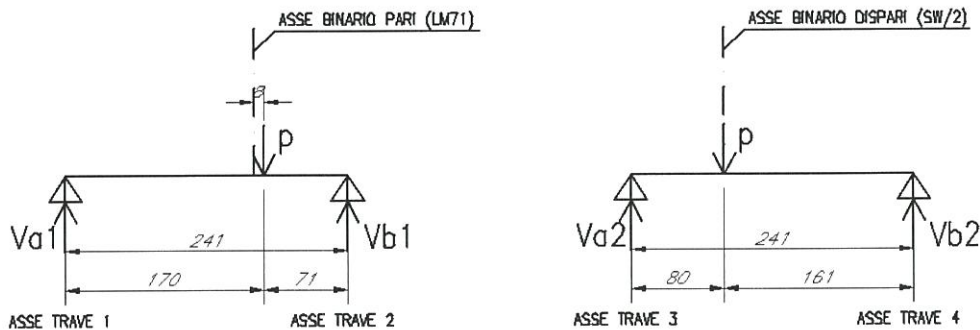 ASSE BINARIO PARI (LM71)
ASSE BINARIO DISPARI (SW/2)
8
p
p
Va1
Vb1
Va2
Vb2
241
241
170
71
80
161
ASSE TRAVE 1
ASSE TRAVE 2
ASSE TRAVE 3
ASSE TRAVE 4